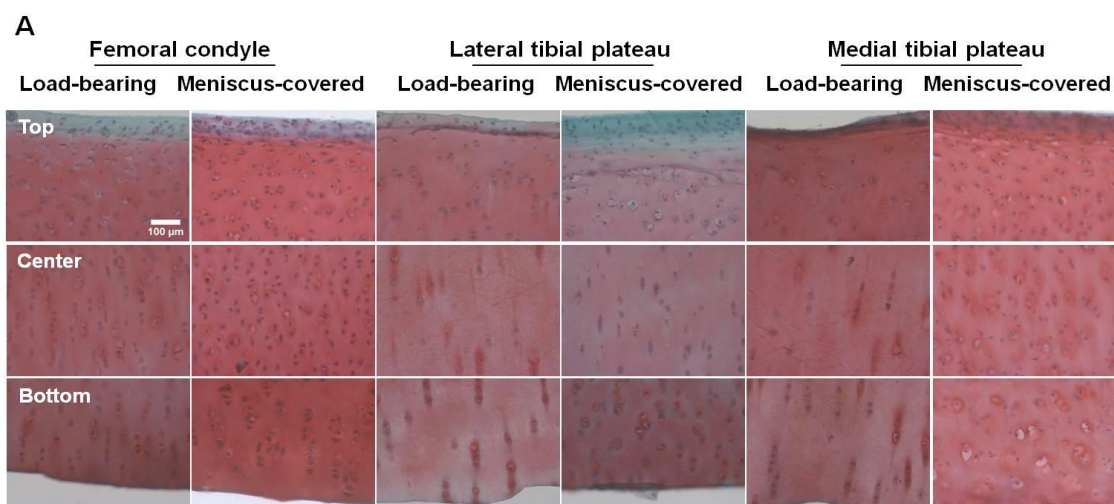 A
Femoral condyle Lateral tibial plateau Medial tibial plateau
Load-bearing Meniscus-covered Load-bearing Meniscus-covered Load-bearing Meniscus-covered
Top
100 μm
Center
Bottom